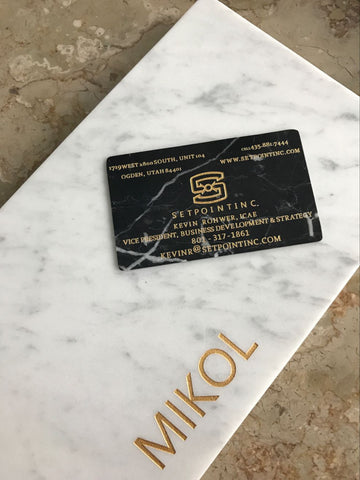 1719 WEST 2800 SOUTH, UNIT 104
OGDEN, UTAH 84401
CELL 435.881.7444
WWW.SETPOINTINC.COM
SETPOINT INC.
KEVIN ROHWER, ICAE
VICE PRESIDENT, BUSINESS DEVELOPMENT & STRATEGY
801-317-1861
KEVINR@SETPOINTINC.COM
MIKOL